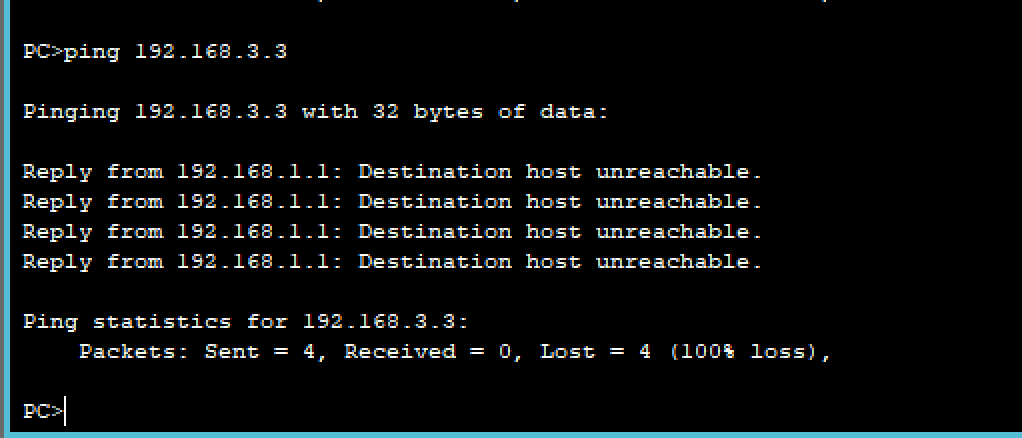 PC>ping 192.168.3.3
Pinging 192.168.3.3 with 32 bytes of data:
Reply from 192.168.1.1: Destination host unreachable.
Reply from 192.168.1.1: Destination host unreachable.
Reply from 192.168.1.1: Destination host unreachable.
Reply from 192.168.1.1: Destination host unreachable.
Ping statistics for 192.168.3.3:
Packets: Sent = 4, Received = 0, Lost = 4 (100% loss),
PC>